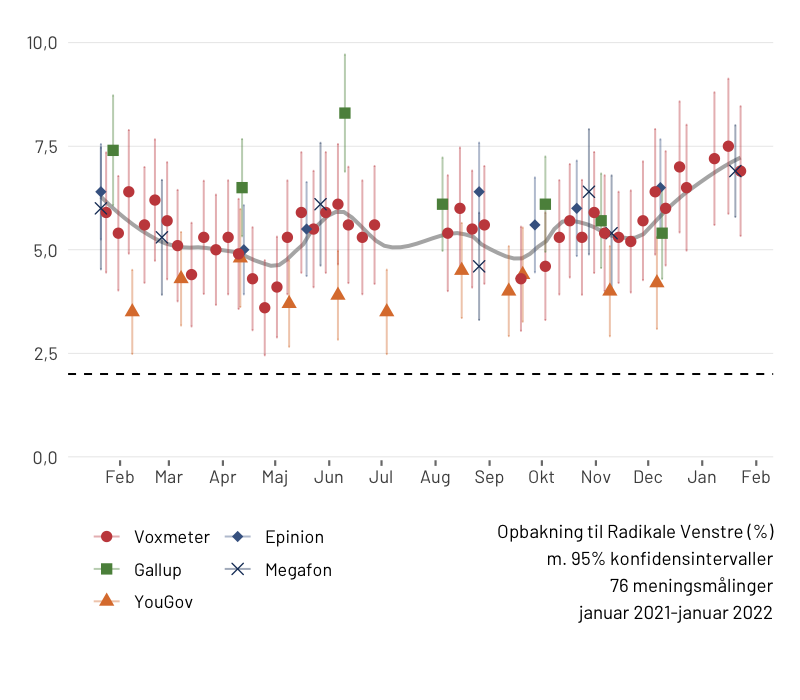 10,0
7,5
5,0
2,5
0,0
Feb Mar Apr Maj Jun Jul Aug Sep Okt Nov Dec Jan Feb
Voxmeter Epinion
Gallup Megafon
YouGov
Opbakning til Radikale Venstre (%)
m. 95% konfidensintervaller
76 meningsmålinger
januar 2021-januar 2022